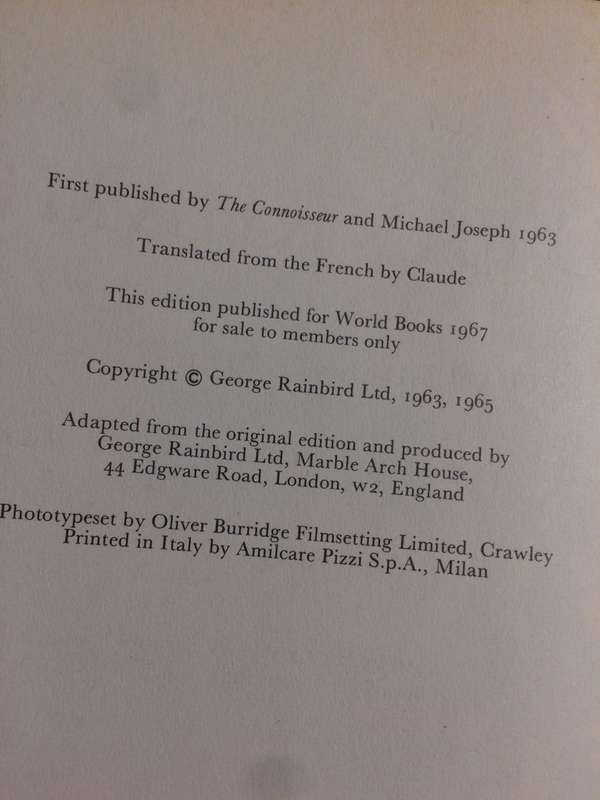 First published by The Connoisseur and Michael Joseph 1963
Translated from the French by Claude
This edition published for World Books 1967
for sale to members only
Copyright © George Rainbird Ltd, 1963, 1965
Adapted from the original edition and produced by
George Rainbird Ltd, Marble Arch House,
44 Edgware Road, London, W2, England
Phototypeset by Oliver Burridge Filmsetting Limited, Crawley
Printed in Italy by Amilcare Pizzi S.p.A., Milan